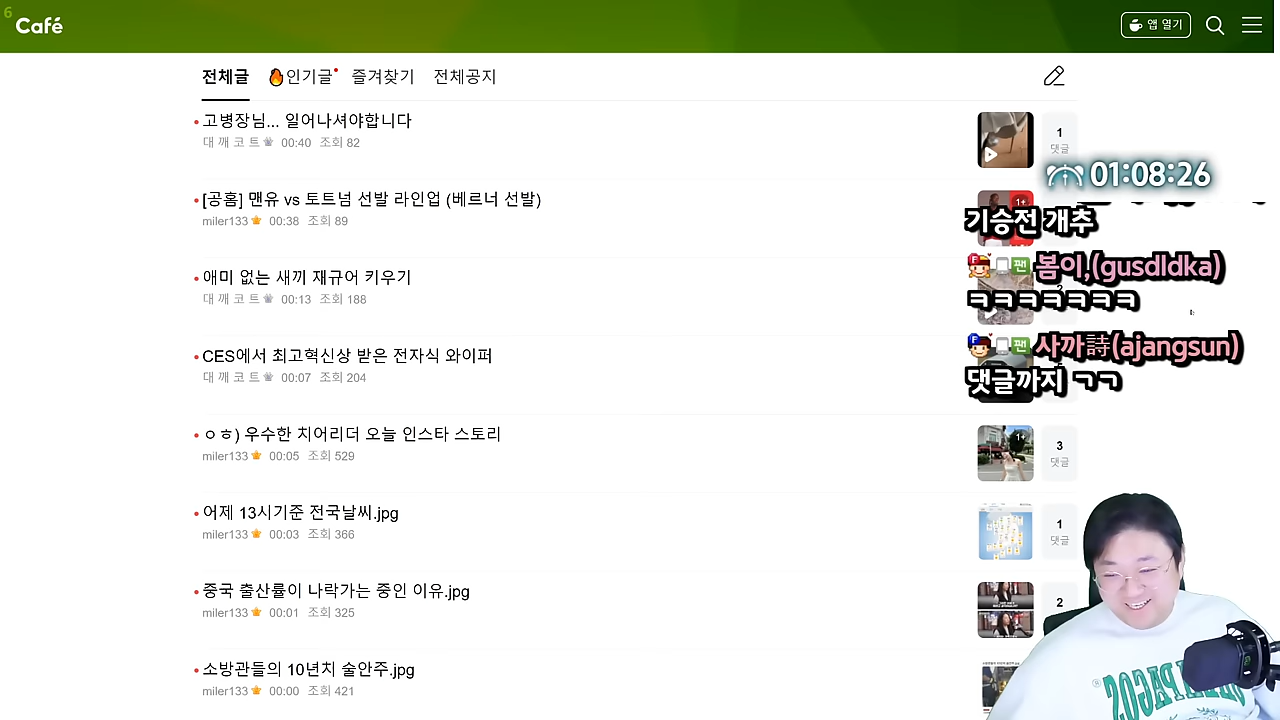 6
Café
앱 열기
전체글 인기글 즐겨찾기 전체공지
고병장님... 일어나셔야합니다
대 깨 코 트 00:40 조회 82
1
댓글
01:08:26
[공홈] 맨유 vs 토트넘 선발 라인업 (베르너 선발)
miler133 00:38 조회 89
1+
기승전 개추
애미 없는 새끼 재규어 키우기
대 깨 코 트 00:13 조회 188
2
F 팬 봄이,(gusdldka)
ㅋㅋㅋㅋㅋㅋㅋ
CES에서 최고혁신상 받은 전자식 와이퍼
대 깨 코 트 00:07 조회 204
F 팬 사까詩(ajangsun)
댓글까지 ㄱㄱ
ㅇㅎ) 우수한 치어리더 오늘 인스타 스토리
miler133 00:05 조회 529
1+
3
댓글
어제 13시기준 전국날씨.jpg
miler133 00:03 조회 366
1
댓글
중국 출산률이 나락가는 중인 이유.jpg
miler133 00:01 조회 325
2
소방관들의 10년치 술안주.jpg
miler133 00:00 조회 421